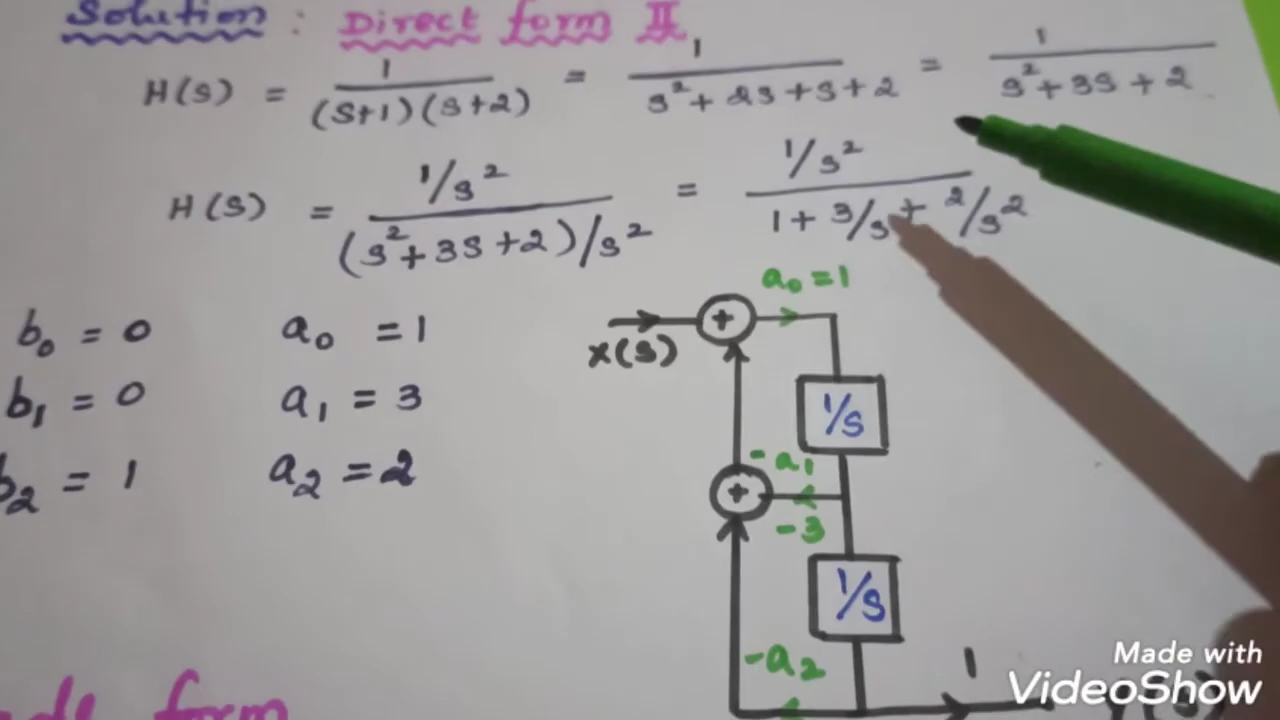 Solution : Direct form II
H(s) = 1/(s+1)(s+2) = 1/s²+2s+s+2 = 1/s²+3s+2
H(s) = 1/s²/(s²+3s+2)/s² = 1/s²/1+3/s+2/s²
b₀ = 0 a₀ = 1
b₁ = 0 a₁ = 3
b₂ = 1 a₂ = 2
a₀ = 1
+
X(s)
1/s
-a₁
+
-3
1/s
-a₂
1
form
Made with
VideoShow